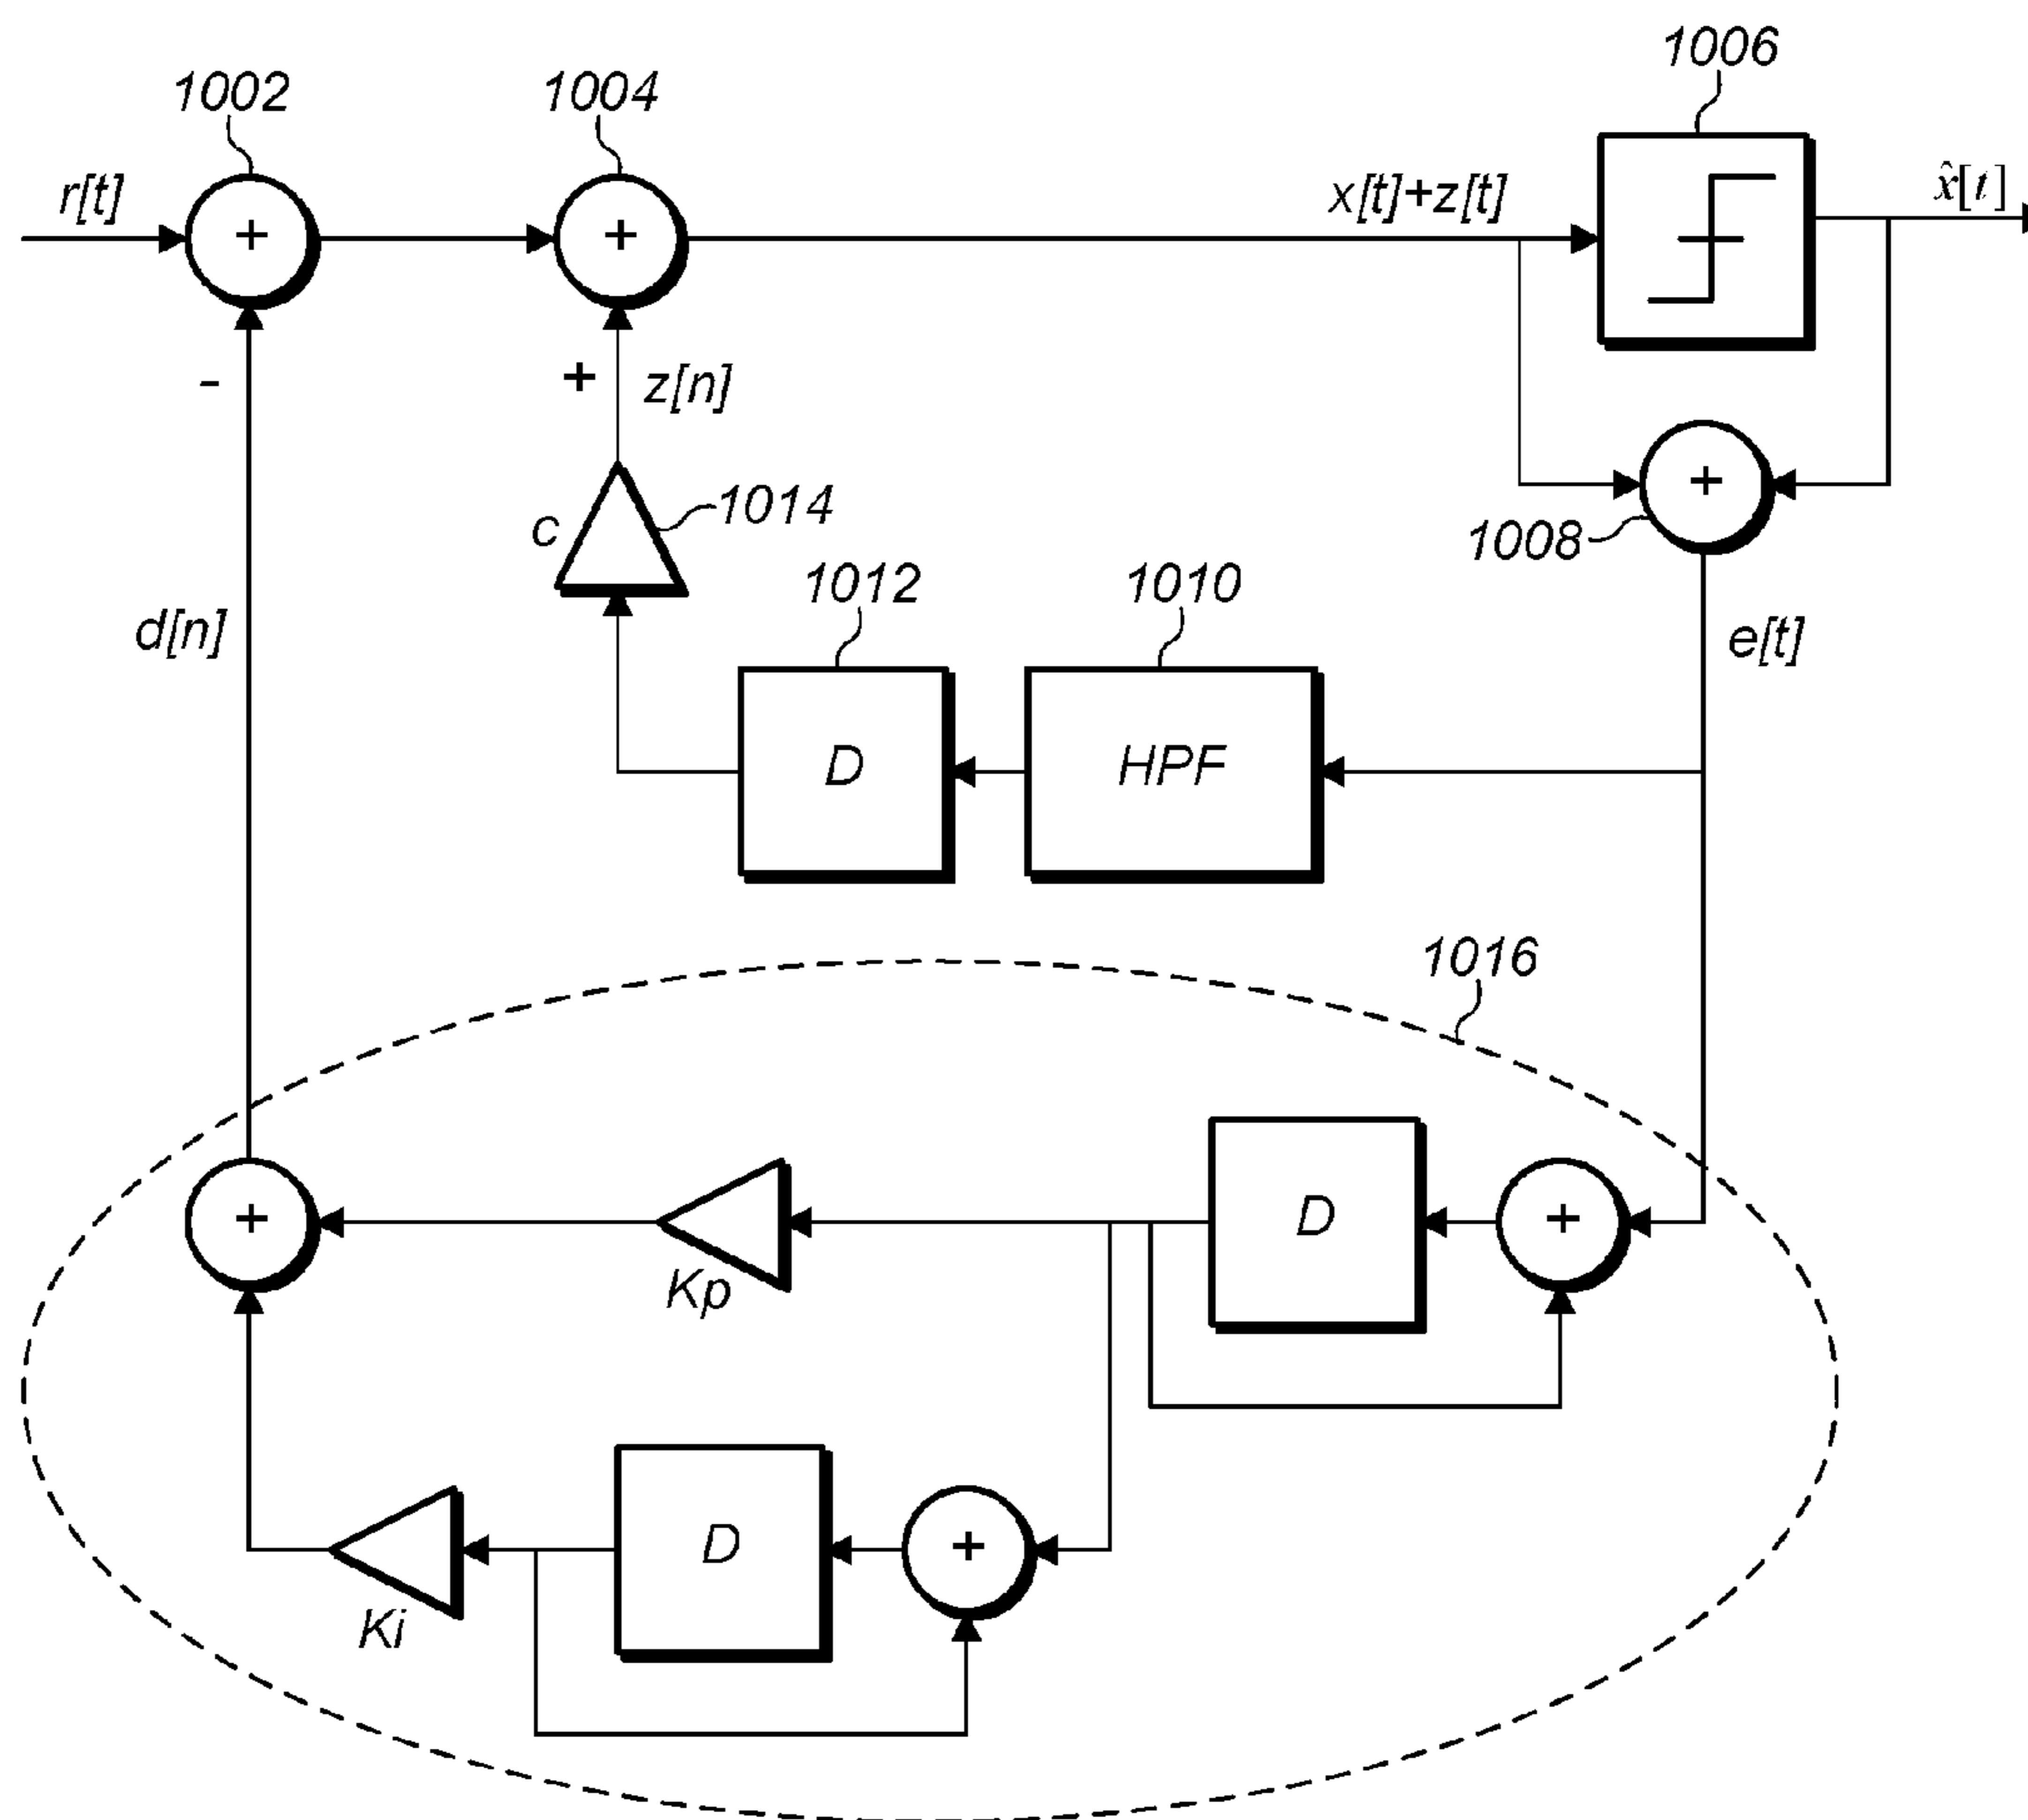 1006
1002
1004
r[t]
+
+
x[t]+z[t]
x̂[t]
-
+
z[n]
+
1014
c
1008
1012
1010
d[n]
e[t]
D
HPF
1016
+
Kp
D
+
Ki
D
+